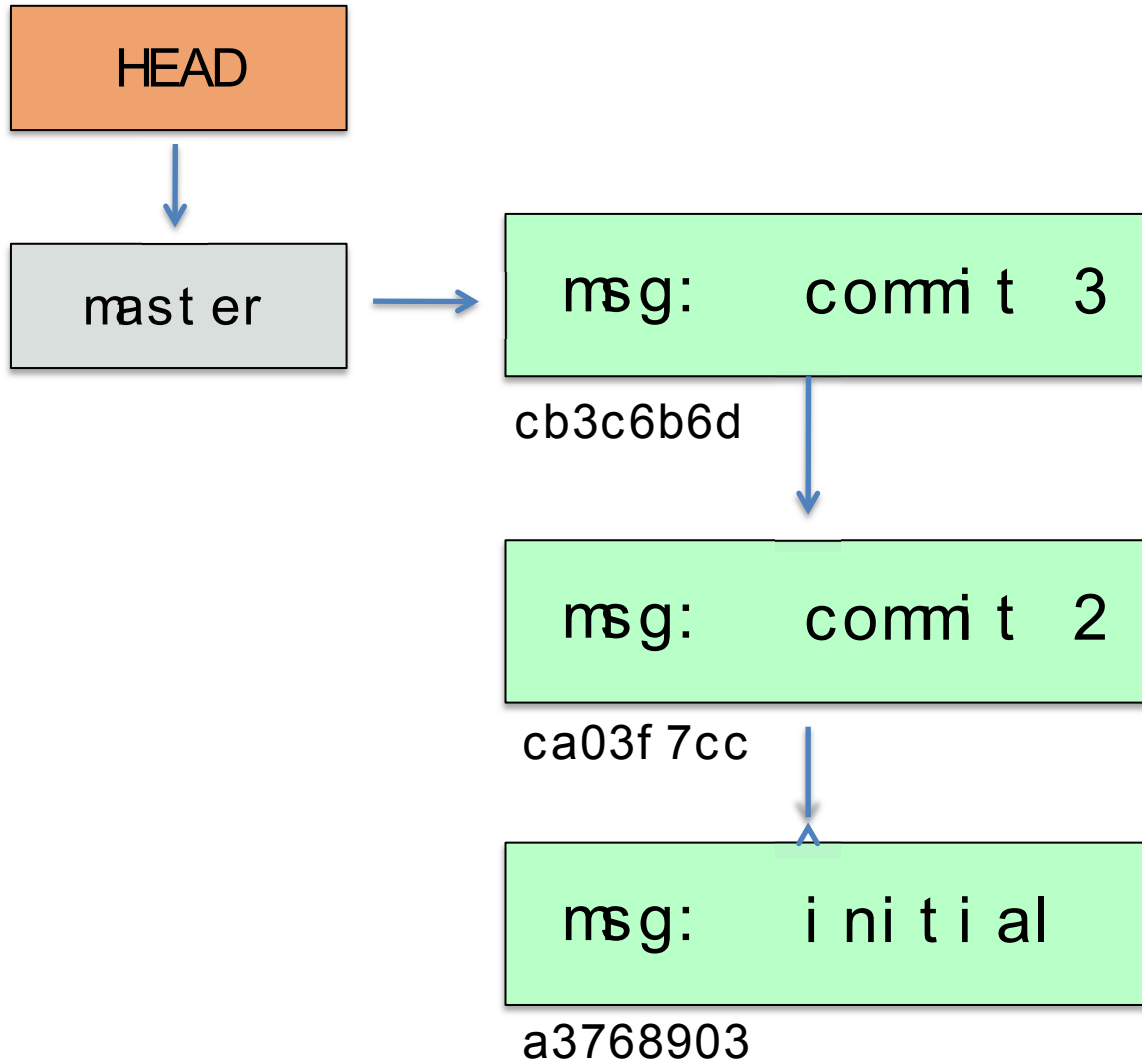 HEAD
master
msg: commit 3
cb3c6b6d
msg: commit 2
ca03f7cc
msg: initial
a3768903